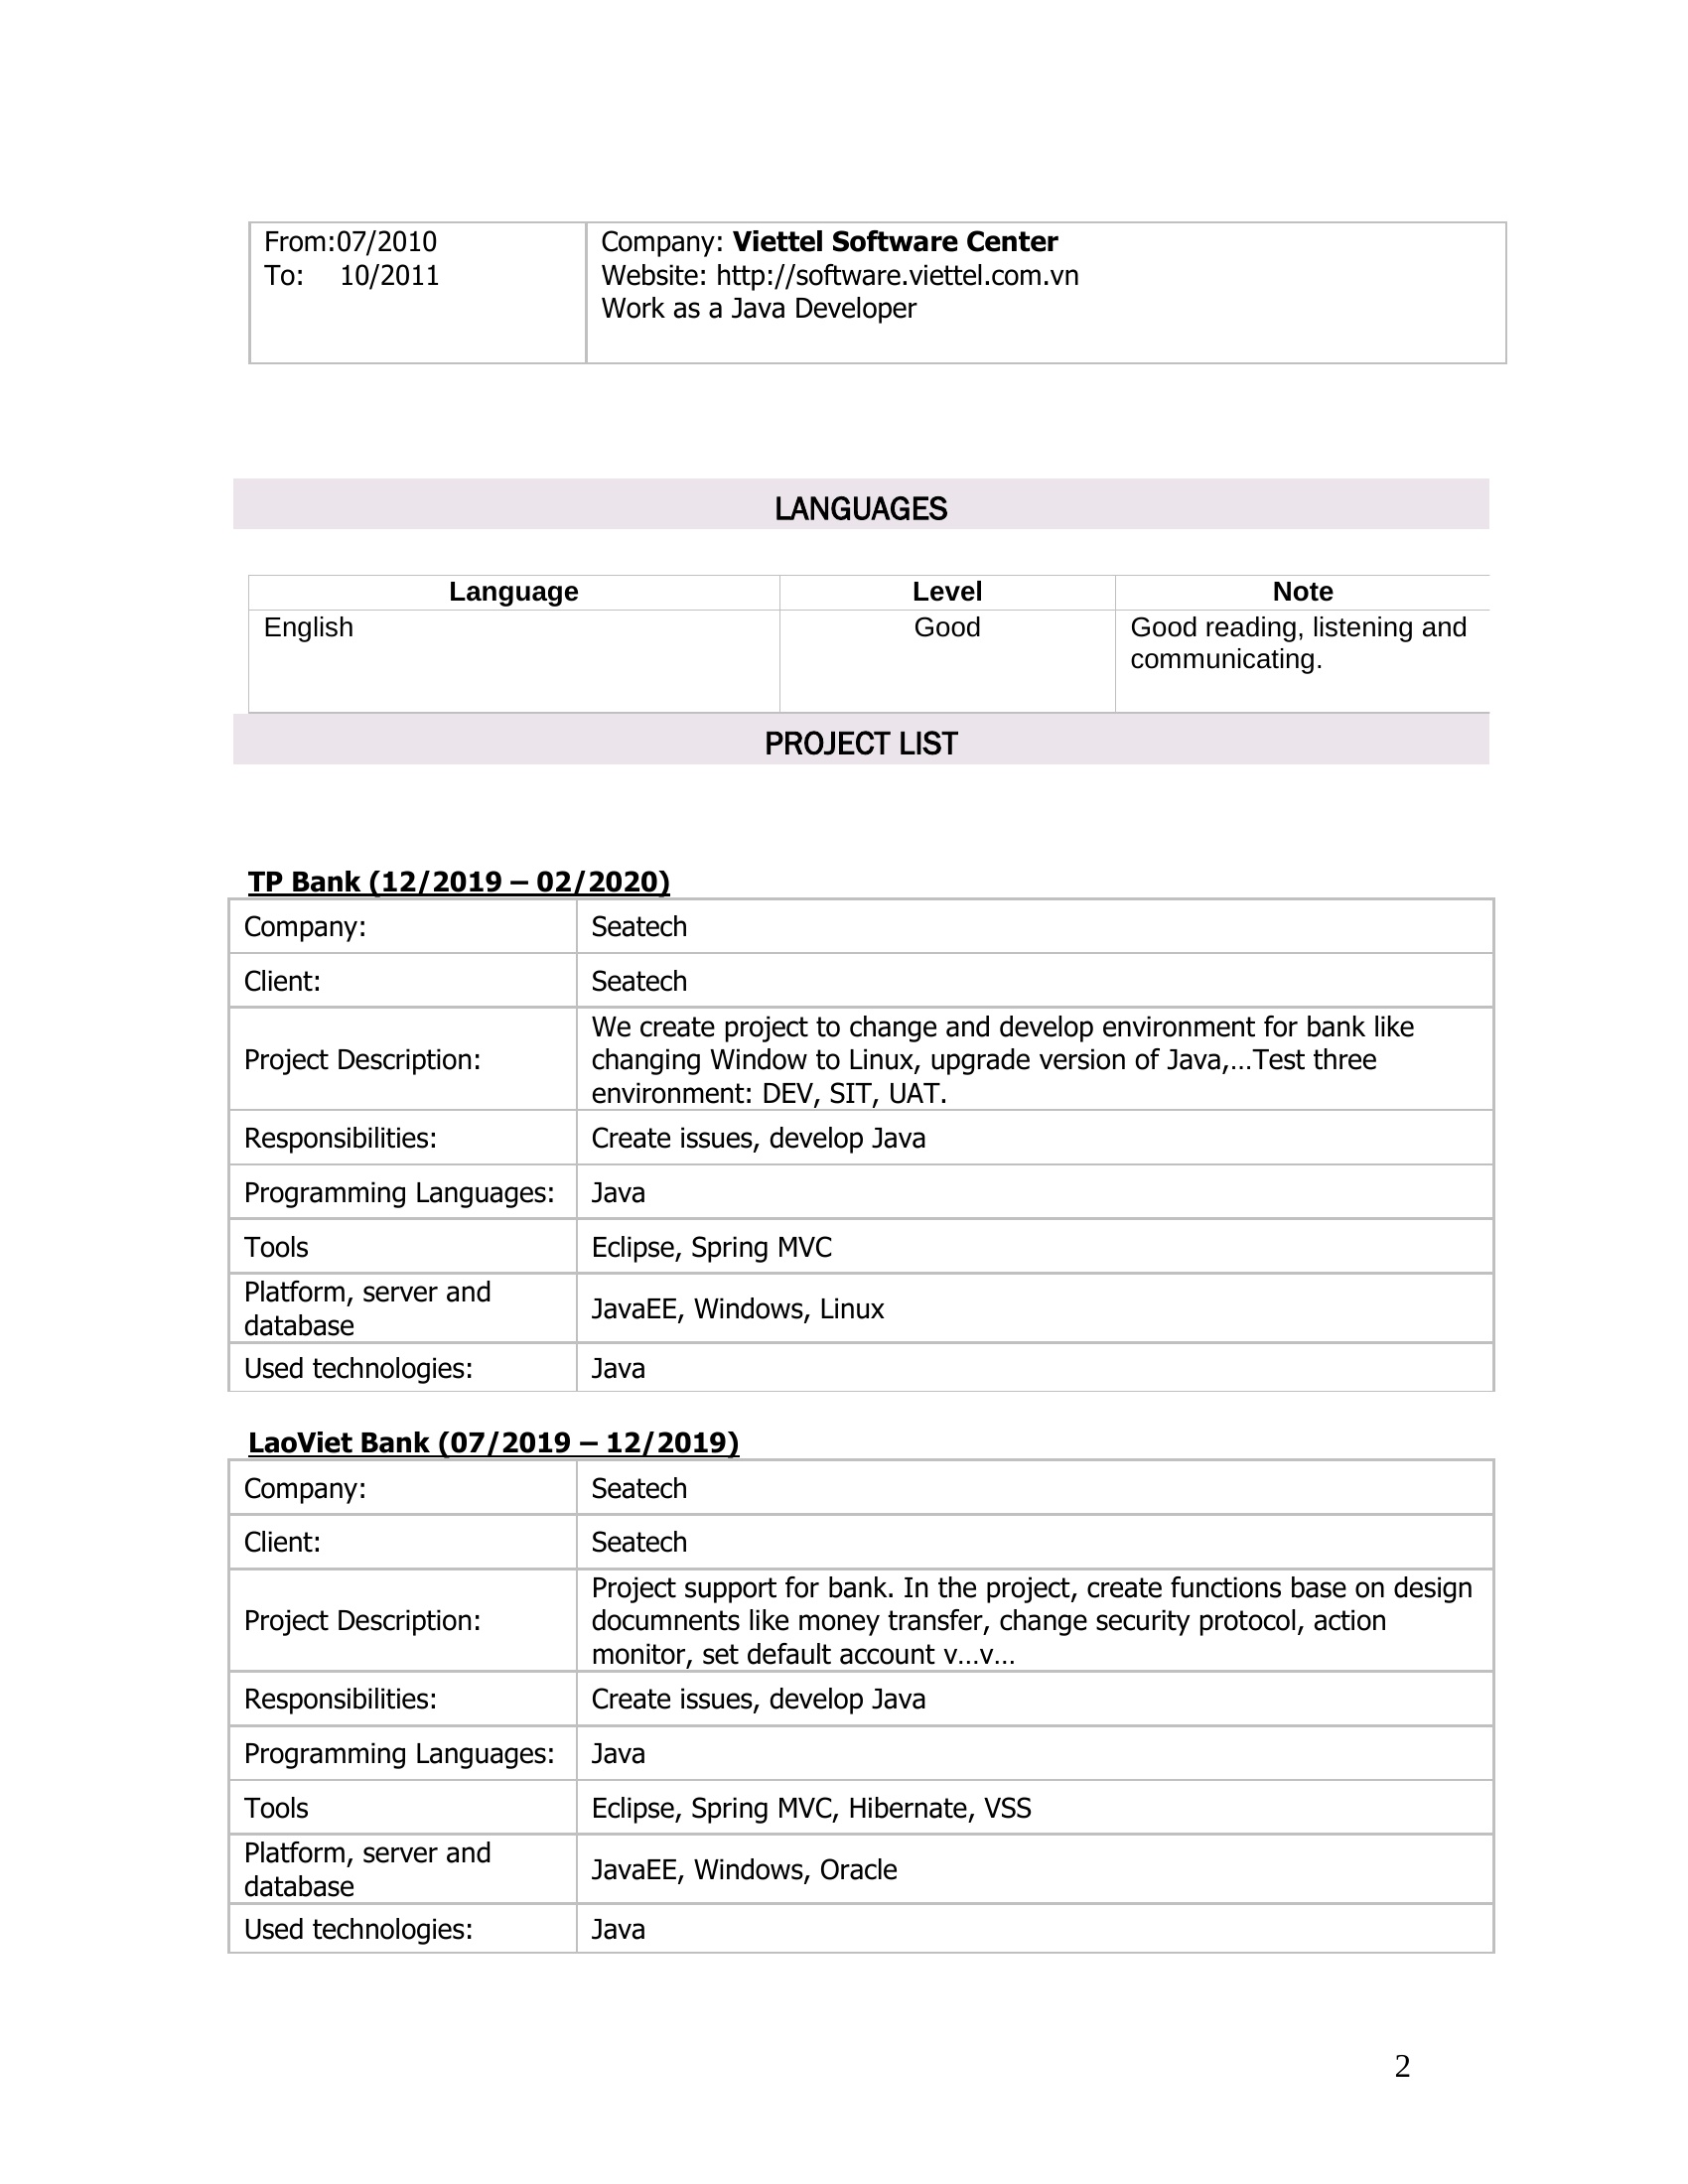 From:07/2010
To: 10/2011
Company: Viettel Software Center
Website: http://software.viettel.com.vn
Work as a Java Developer
LANGUAGES
Language Level Note
English Good Good reading, listening and
communicating.
PROJECT LIST
TP Bank (12/2019 – 02/2020)
Company: Seatech
Client: Seatech
Project Description:
We create project to change and develop environment for bank like
changing Window to Linux, upgrade version of Java,...Test three
environment: DEV, SIT, UAT.
Responsibilities: Create issues, develop Java
Programming Languages: Java
Tools Eclipse, Spring MVC
Platform, server and
database
JavaEE, Windows, Linux
Used technologies: Java
LaoViet Bank (07/2019 – 12/2019)
Company: Seatech
Client: Seatech
Project Description:
Project support for bank. In the project, create functions base on design
documnents like money transfer, change security protocol, action
monitor, set default account v...v...
Responsibilities: Create issues, develop Java
Programming Languages: Java
Tools Eclipse, Spring MVC, Hibernate, VSS
Platform, server and
database
JavaEE, Windows, Oracle
Used technologies: Java
2